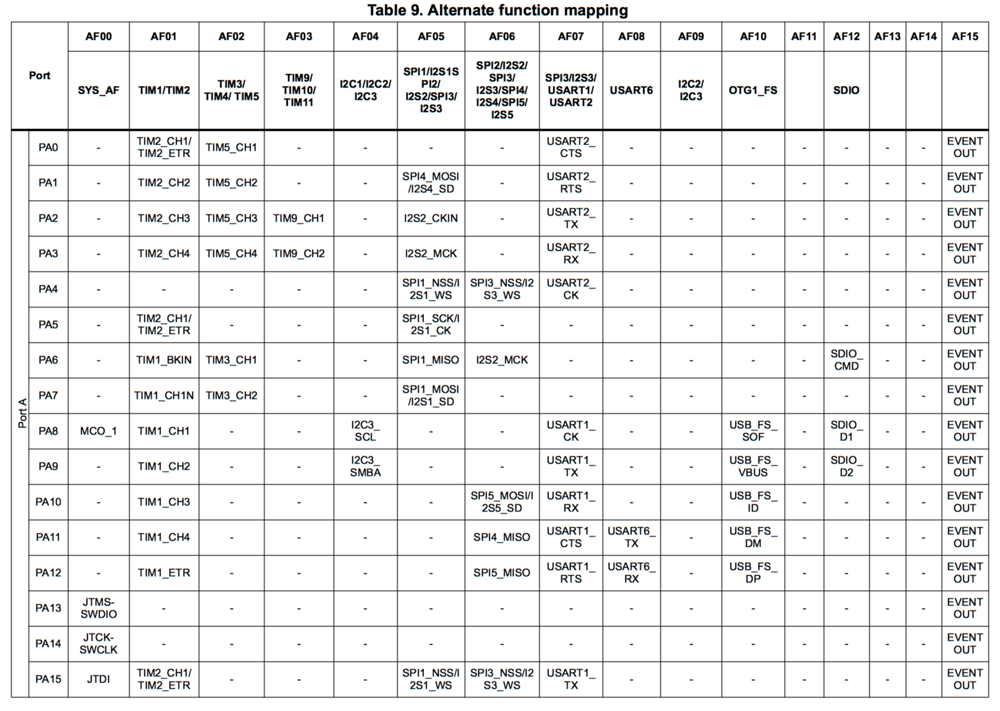 Table 9. Alternate function mapping
Port AF00 AF01 AF02 AF03 AF04 AF05 AF06 AF07 AF08 AF09 AF10 AF11 AF12 AF13 AF14 AF15
SYS_AF TIM1/TIM2 TIM3/ TIM4/ TIM5 TIM9/ TIM10/ TIM11 I2C1/I2C2/ I2C3 SPI1/I2S1S PI2/ I2S2/SPI3/ I2S3 SPI2/I2S2/ SPI3/ I2S3/SPI4/ I2S4/SPI5/ I2S5 SPI3/I2S3/ USART1/ USART2 USART6 I2C2/ I2C3 OTG1_FS SDIO
Port A
PA0 - TIM2_CH1/ TIM2_ETR TIM5_CH1 - - - - USART2_ CTS - - - - - - - EVENT OUT
PA1 - TIM2_CH2 TIM5_CH2 - - SPI4_MOSI /I2S4_SD - USART2_ RTS - - - - - - - EVENT OUT
PA2 - TIM2_CH3 TIM5_CH3 TIM9_CH1 - I2S2_CKIN - USART2_ TX - - - - - - - EVENT OUT
PA3 - TIM2_CH4 TIM5_CH4 TIM9_CH2 - I2S2_MCK - USART2_ RX - - - - - - - EVENT OUT
PA4 - - - - - SPI1_NSS/I 2S1_WS SPI3_NSS/I2 S3_WS USART2_ CK - - - - - - - EVENT OUT
PA5 - TIM2_CH1/ TIM2_ETR - - - SPI1_SCK/I 2S1_CK - - - - - - - - - EVENT OUT
PA6 - TIM1_BKIN TIM3_CH1 - - SPI1_MISO I2S2_MCK - - - - - SDIO_ CMD - - EVENT OUT
PA7 - TIM1_CH1N TIM3_CH2 - - SPI1_MOSI /I2S1_SD - - - - - - - - - EVENT OUT
PA8 MCO_1 TIM1_CH1 - - I2C3_ SCL - - USART1_ CK - - USB_FS_ SOF - SDIO_ D1 - - EVENT OUT
PA9 - TIM1_CH2 - - I2C3_ SMBA - - USART1_ TX - - USB_FS_ VBUS - SDIO_ D2 - - EVENT OUT
PA10 - TIM1_CH3 - - - - SPI5_MOSI/I 2S5_SD USART1_ RX - - USB_FS_ ID - - - - EVENT OUT
PA11 - TIM1_CH4 - - - - SPI4_MISO USART1_ CTS USART6_ TX - USB_FS_ DM - - - - EVENT OUT
PA12 - TIM1_ETR - - - - SPI5_MISO USART1_ RTS USART6_ RX - USB_FS_ DP - - - - EVENT OUT
PA13 JTMS- SWDIO - - - - - - - - - - - - - - EVENT OUT
PA14 JTCK- SWCLK - - - - - - - - - - - - - - EVENT OUT
PA15 JTDI TIM2_CH1/ TIM2_ETR - - - SPI1_NSS/I 2S1_WS SPI3_NSS/I2 S3_WS USART1_ TX - - - - - - - EVENT OUT